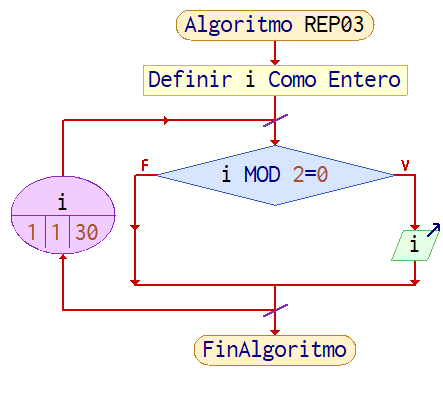 Algoritmo REP03
Definir i Como Entero
F
V
i MOD 2=0
i
1 1 30
i
FinAlgoritmo